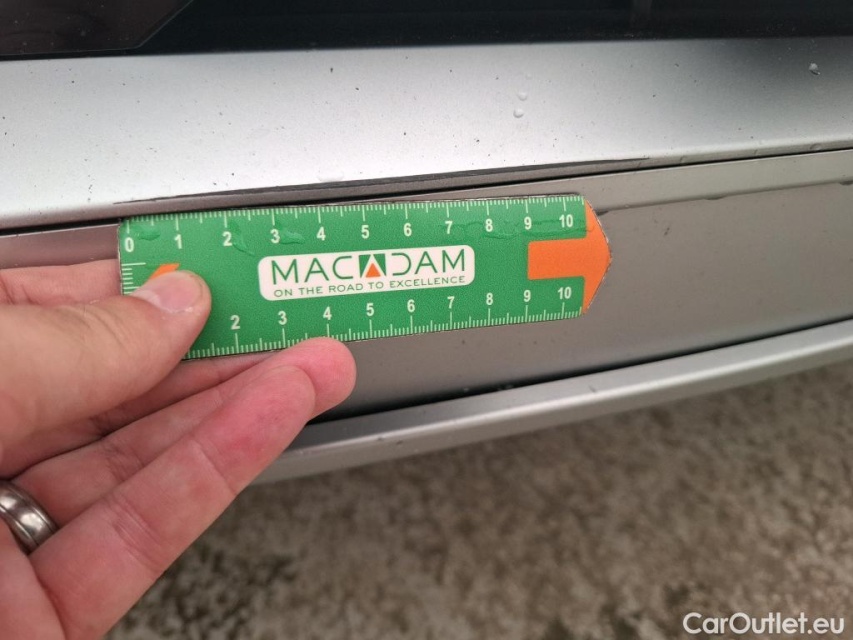 0 1 2 3 4 5 6 7 8 9 10
MACADAM
ON THE ROAD TO EXCELLENCE
2 3 4 5 6 7 8 9 10
CarOutlet.eu